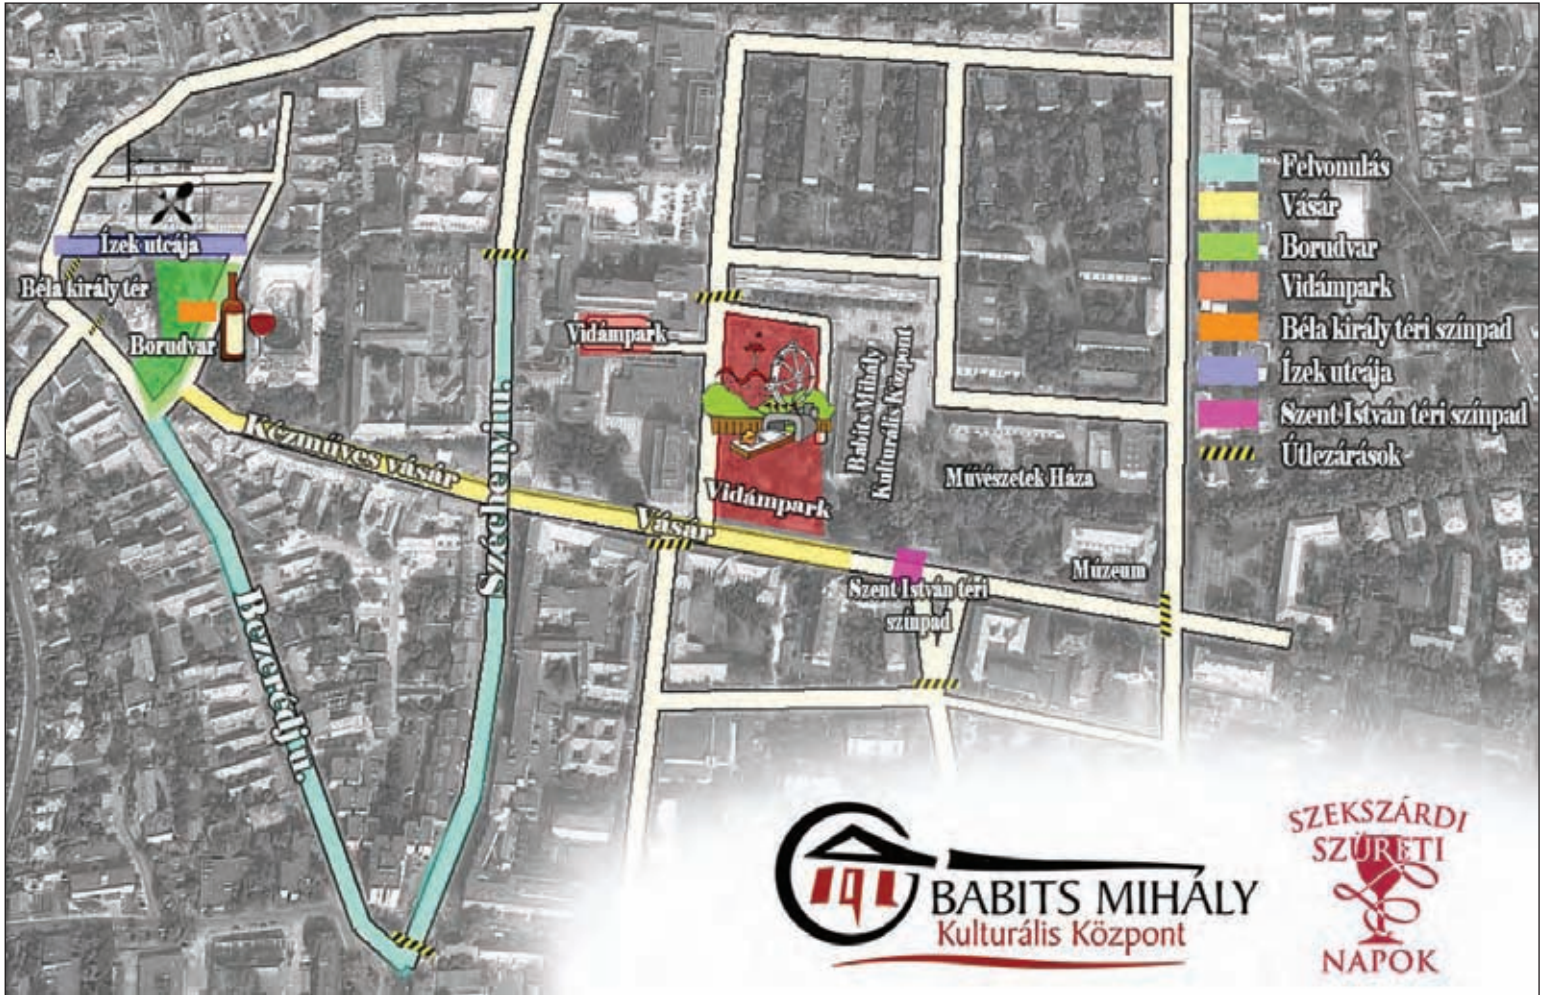 Ízek utcája
Béla király tér
Borudvar
Kézműves vásár
Széchenyi u.
Bezerédj u.
Vásár
Vidámpark
Vidámpark
Babits Mihály
Kulturális Központ
Művészetek Háza
Múzeum
Szent István téri
színpad
Felvonulás
Vásár
Borudvar
Vidámpark
Béla király téri színpad
Ízek utcája
Szent István téri színpad
Útlezárások
BABITS MIHÁLY
Kulturális Központ
SZEKSZÁRDI
SZÜRETI
NAPOK